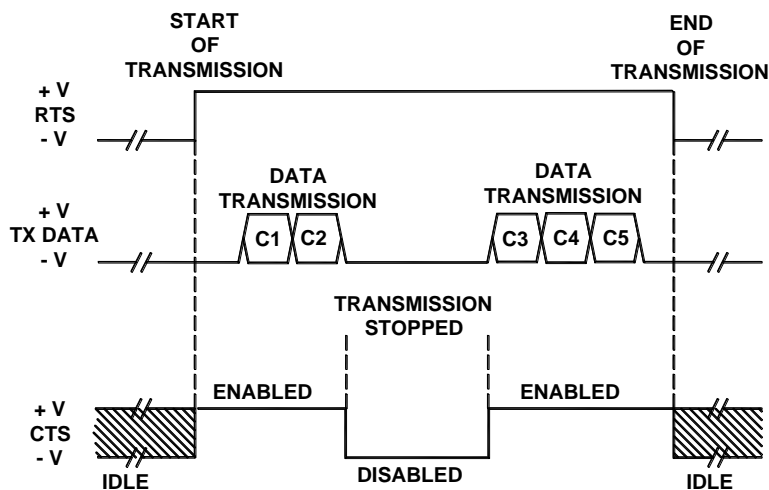 START
OF
TRANSMISSION
END
OF
TRANSMISSION
+ V
RTS
- V
DATA
TRANSMISSION
DATA
TRANSMISSION
+ V
TX DATA
- V
C1 C2 C3 C4 C5
TRANSMISSION
STOPPED
ENABLED ENABLED
+ V
CTS
- V
IDLE DISABLED IDLE